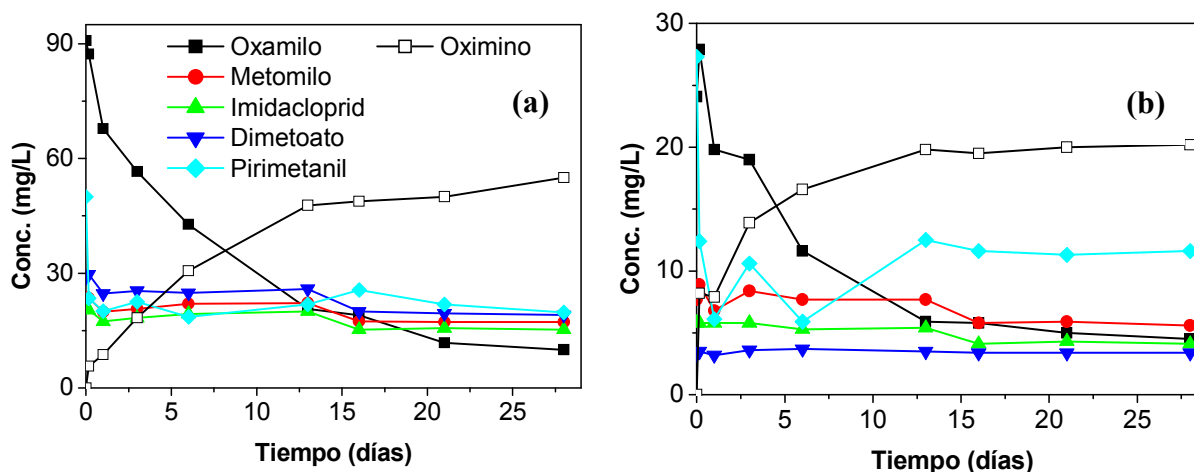 90
60
30
0
Conc. (mg/L)
Oxamilo
Oximino
Metomilo
Imidacloprid
Dimetoato
Pirimetanil
(a)
0 5 10 15 20 25
Tiempo (días)
30
20
10
0
Conc. (mg/L)
(b)
0 5 10 15 20 25
Tiempo (días)